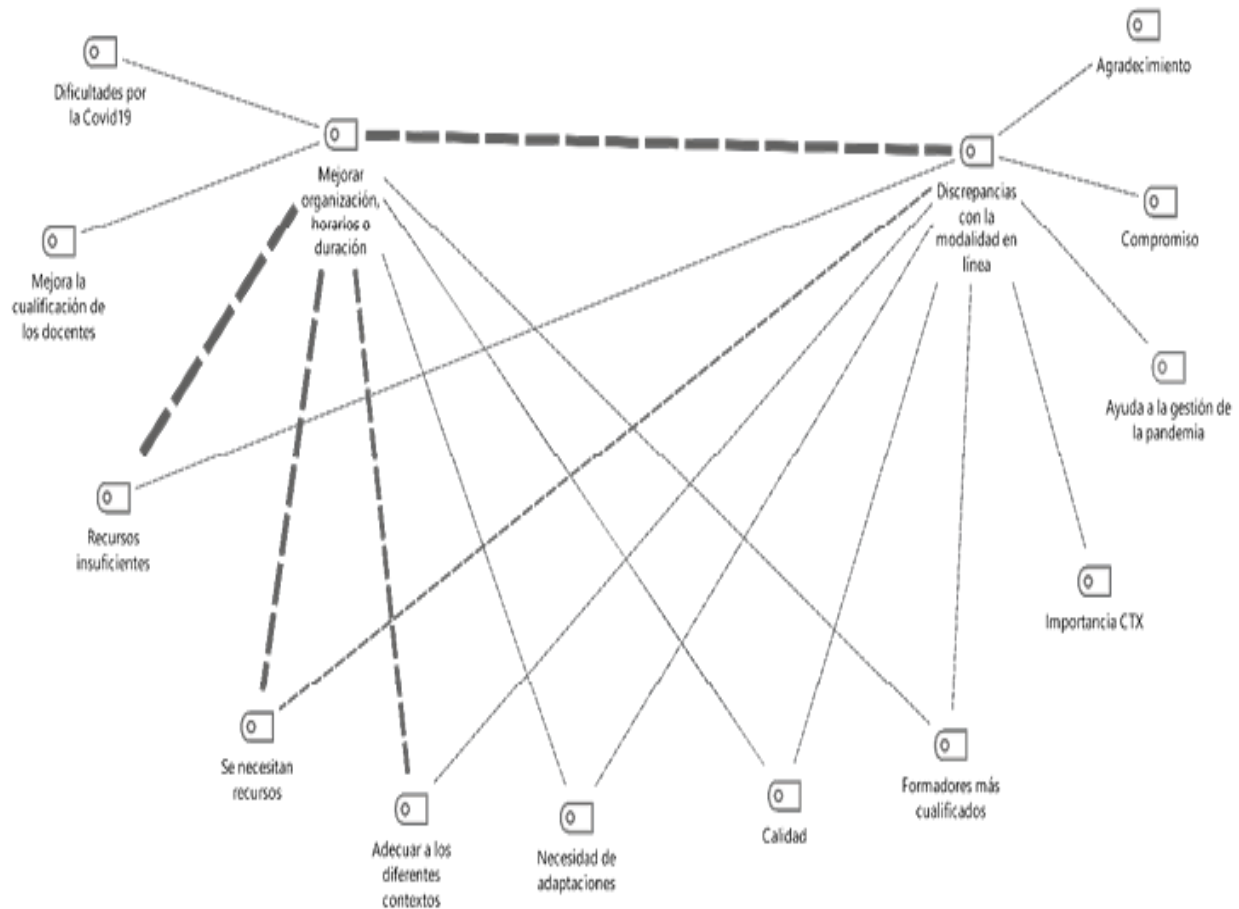 Agradecimiento
Dificultades por
la Covid19
Mejorar
organización,
horarios o
duración
Discrepancias
con la
modalidad en
línea
Compromiso
Mejora la
cualificación de
los docentes
Ayuda a la gestión de
la pandemia
Recursos
insuficientes
Importancia CTX
Se necesitan
recursos
Formadores más
cualificados
Adecuar a los
diferentes
contextos
Necesidad de
adaptaciones
Calidad